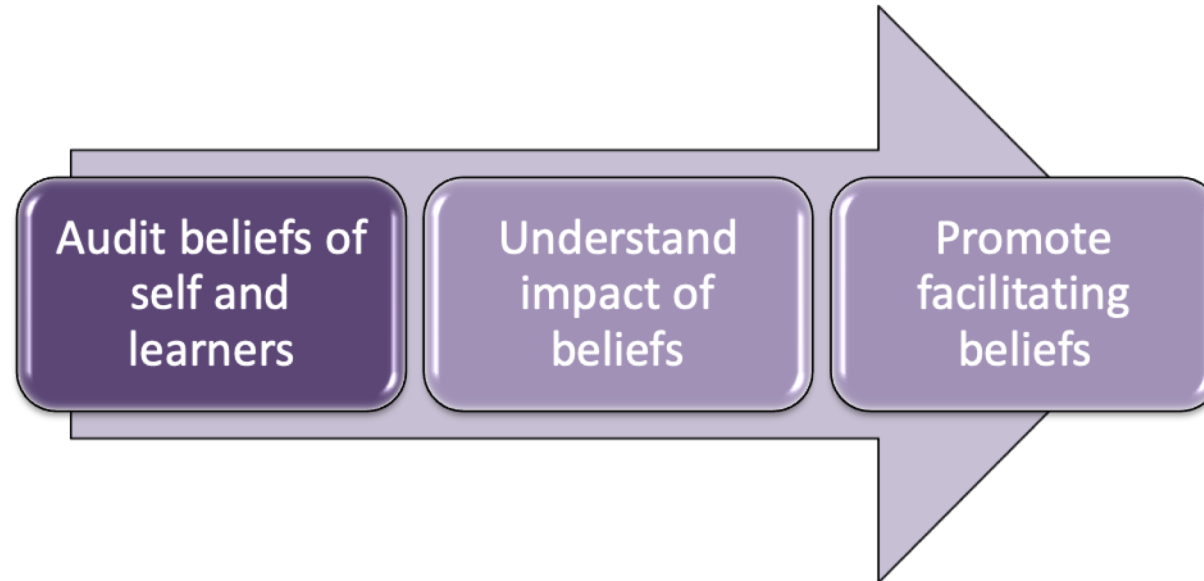 Audit beliefs of
self and
learners
Understand
impact of
beliefs
Promote
facilitating
beliefs